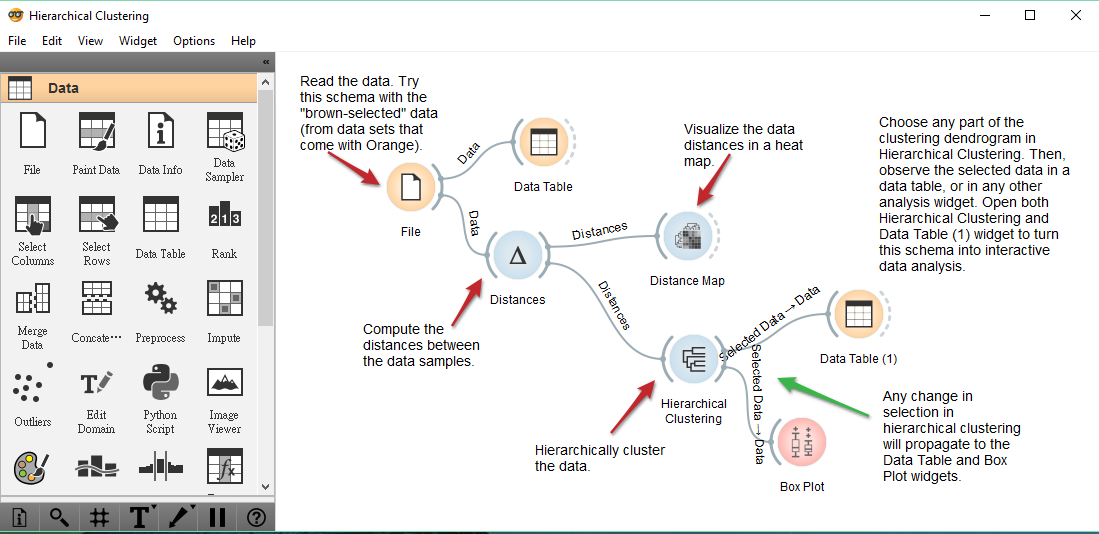 Hierarchical Clustering
File Edit View Widget Options Help
«
Data
File
Paint Data
Data Info
Data
Sampler
Select
Columns
Select
Rows
Data Table
2 1 3
Rank
Merge
Data
Concate···
Preprocess
Impute
Outliers
Edit
Domain
Python
Script
Image
Viewer
Read the data. Try
this schema with the
"brown-selected" data
(from data sets that
come with Orange).
File
Data
Data Table
Data
Distances
Compute the
distances between
the data samples.
Distances
Visualize the data
distances in a heat
map.
Distance Map
Distances
Hierarchical
Clustering
Hierarchically cluster
the data.
Selected Data → Data
Data Table (1)
Selected Data → Data
Box Plot
Choose any part of the
clustering dendrogram in
Hierarchical Clustering. Then,
observe the selected data in a
data table, or in any other
analysis widget. Open both
Hierarchical Clustering and
Data Table (1) widget to turn
this schema into interactive
data analysis.
Any change in
selection in
hierarchical clustering
will propagate to the
Data Table and Box
Plot widgets.